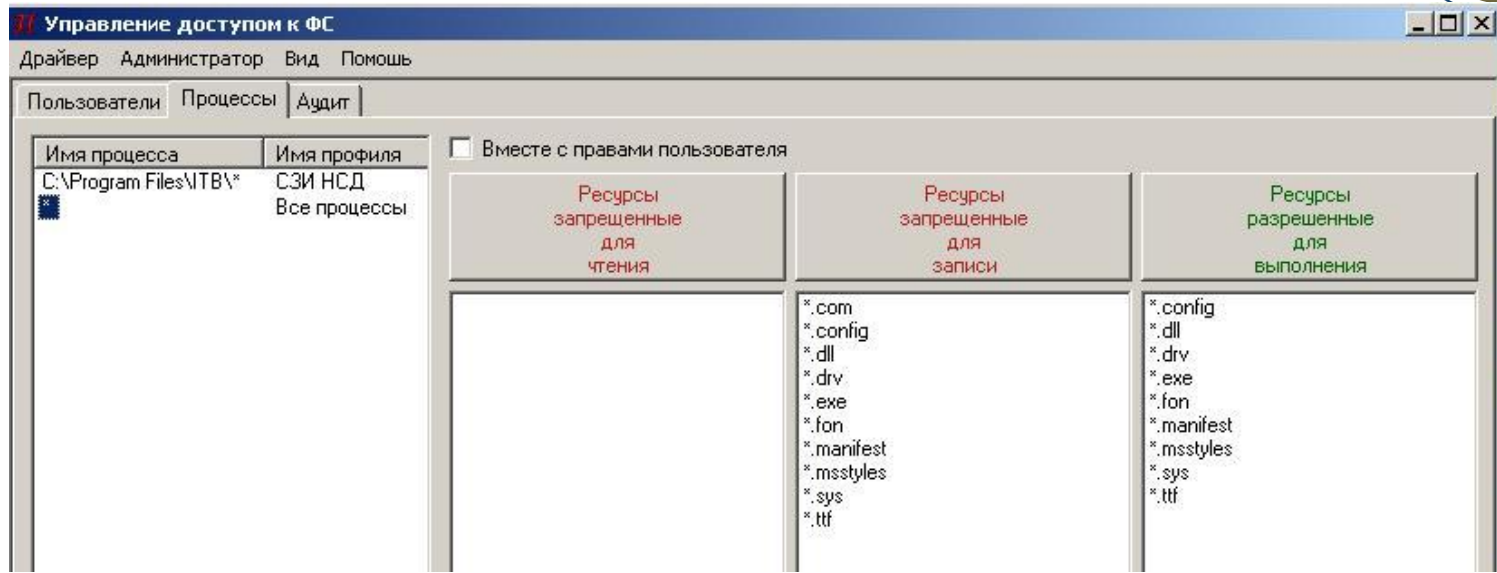 Управление доступом к ФС
Драйвер Администратор Вид Помошь
Пользователи Процессы Аудит
Имя процесса Имя профиля
C:\Program Files\ITB\* СЗИ НСД
* Все процессы
Вместе с правами пользователя
Ресурсы
запрещенные
для
чтения
Ресурсы
запрещенные
для
записи
Ресурсы
разрешенные
для
выполнения
*.com
*.config
*.dll
*.drv
*.exe
*.fon
*.manifest
*.msstyles
*.sys
*.ttf
*.config
*.dll
*.drv
*.exe
*.fon
*.manifest
*.msstyles
*.sys
*.ttf